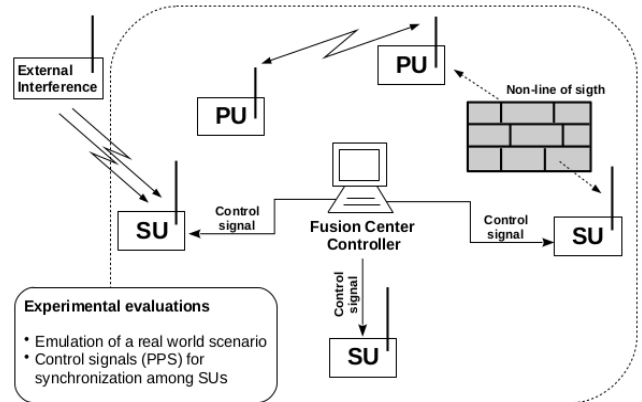 External
Interference
PU
PU
Non-line of sigth
SU
Control
signal
Fusion Center
Controller
Control
signal
SU
Control
signal
SU
Experimental evaluations
• Emulation of a real world scenario
• Control signals (PPS) for
synchronization among SUs